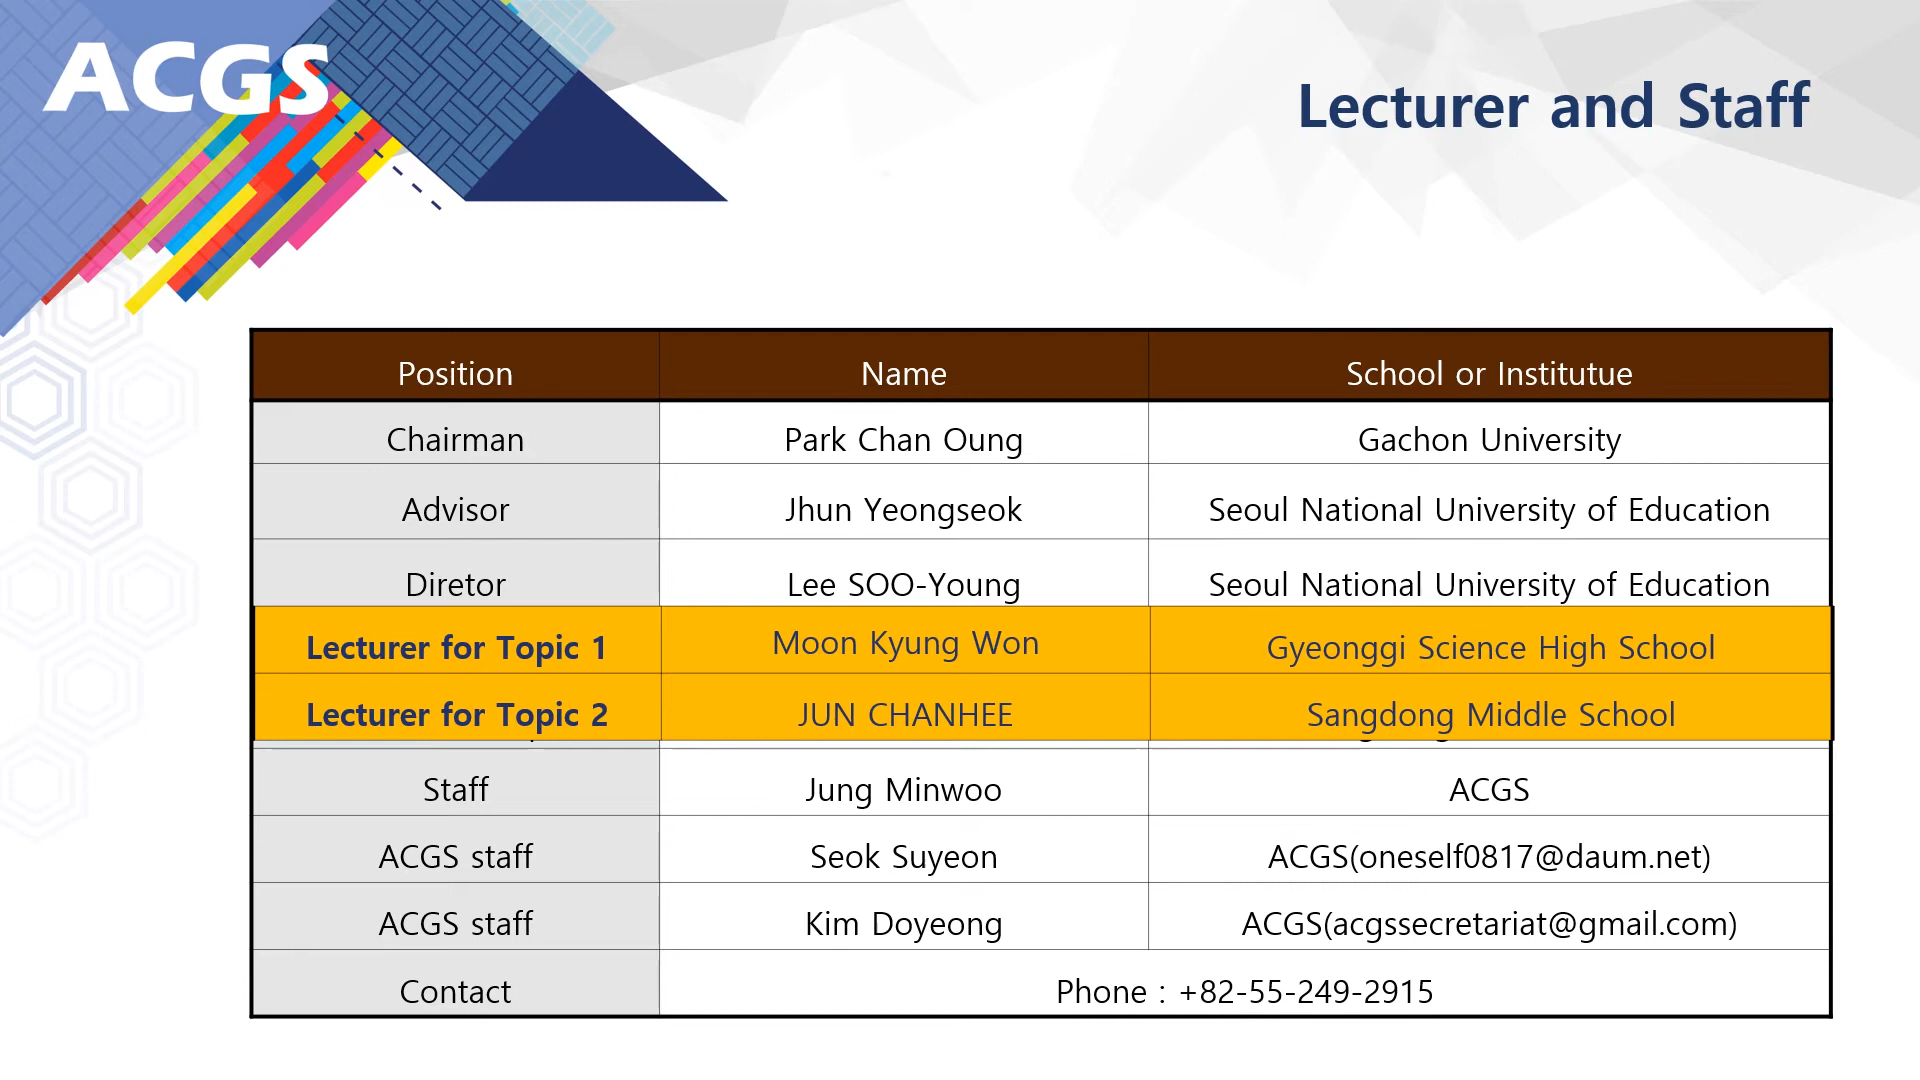 ACGS
Lecturer and Staff
Position Name School or Institutue
Chairman Park Chan Oung Gachon University
Advisor Jhun Yeongseok Seoul National University of Education
Diretor Lee SOO-Young Seoul National University of Education
Lecturer for Topic 1 Moon Kyung Won Gyeonggi Science High School
Lecturer for Topic 2 JUN CHANHEE Sangdong Middle School
Staff Jung Minwoo ACGS
ACGS staff Seok Suyeon ACGS(oneself0817@daum.net)
ACGS staff Kim Doyeong ACGS(acgssecretariat@gmail.com)
Contact Phone : +82-55-249-2915